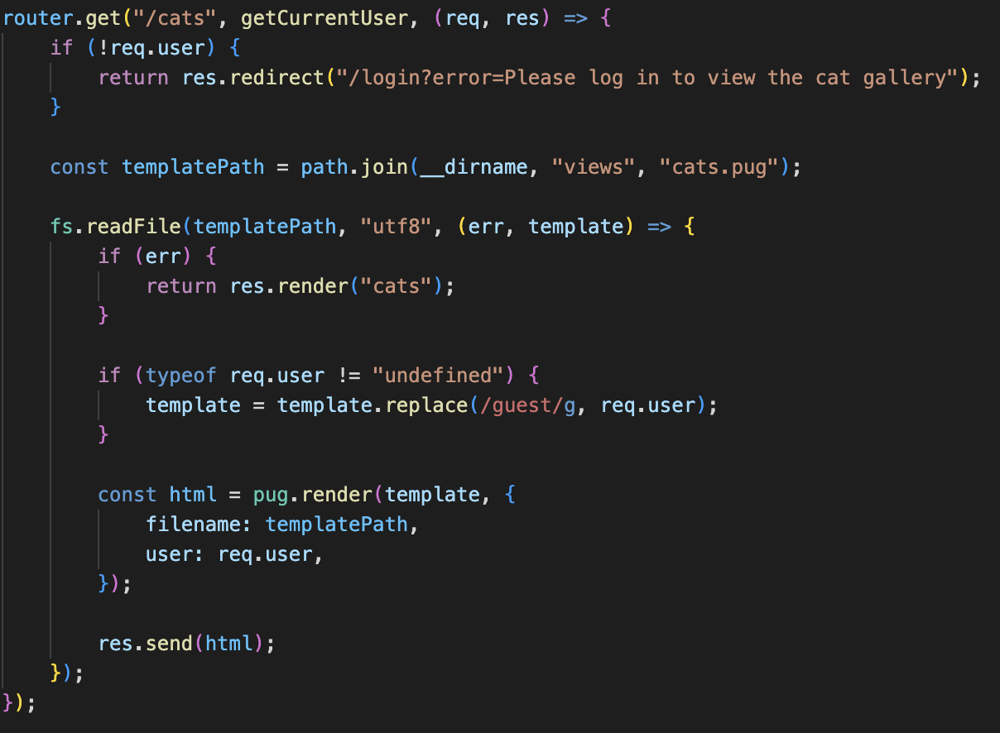 router.get("/cats", getCurrentUser, (req, res) => {
    if (!req.user) {
        return res.redirect("/login?error=Please log in to view the cat gallery");
    }

    const templatePath = path.join(__dirname, "views", "cats.pug");

    fs.readFile(templatePath, "utf8", (err, template) => {
        if (err) {
            return res.render("cats");
        }

        if (typeof req.user != "undefined") {
            template = template.replace(/guest/g, req.user);
        }

        const html = pug.render(template, {
            filename: templatePath,
            user: req.user,
        });

        res.send(html);
    });
});